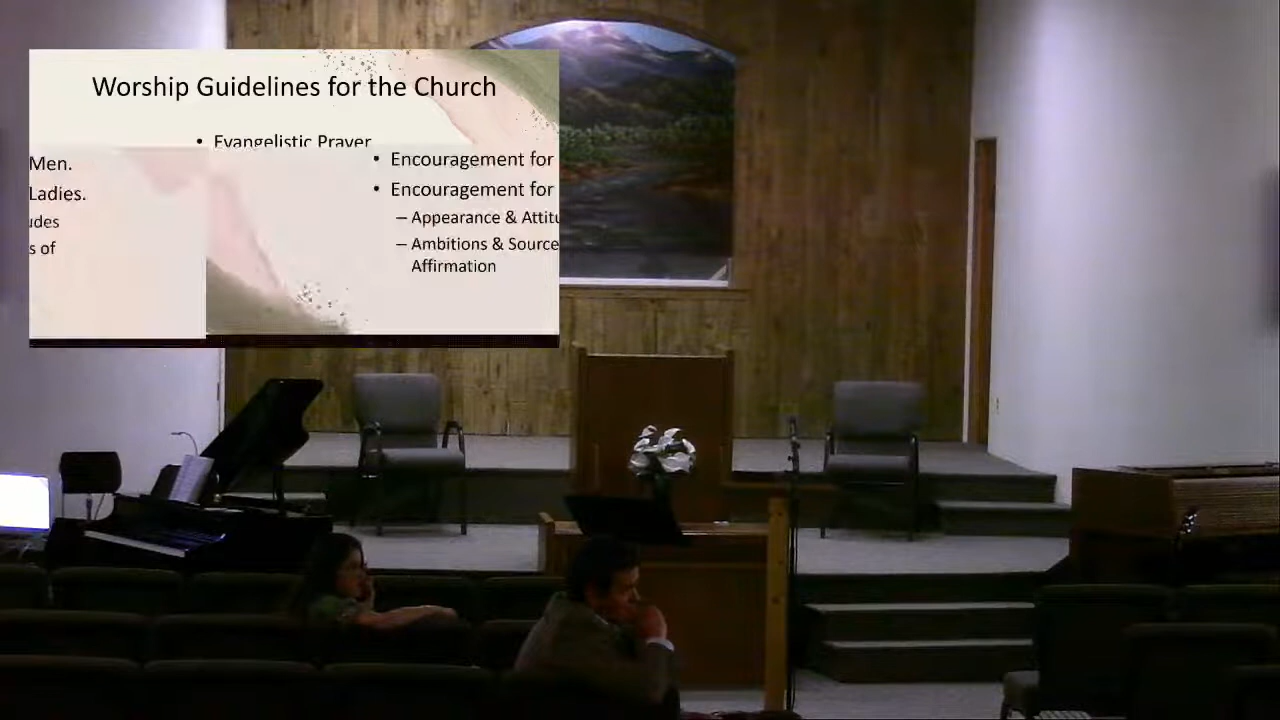 Worship Guidelines for the Church
• Evangelistic Prayer
Men.
Ladies.
udes
s of
• Encouragement for
• Encouragement for
– Appearance & Attitu
– Ambitions & Source
Affirmation